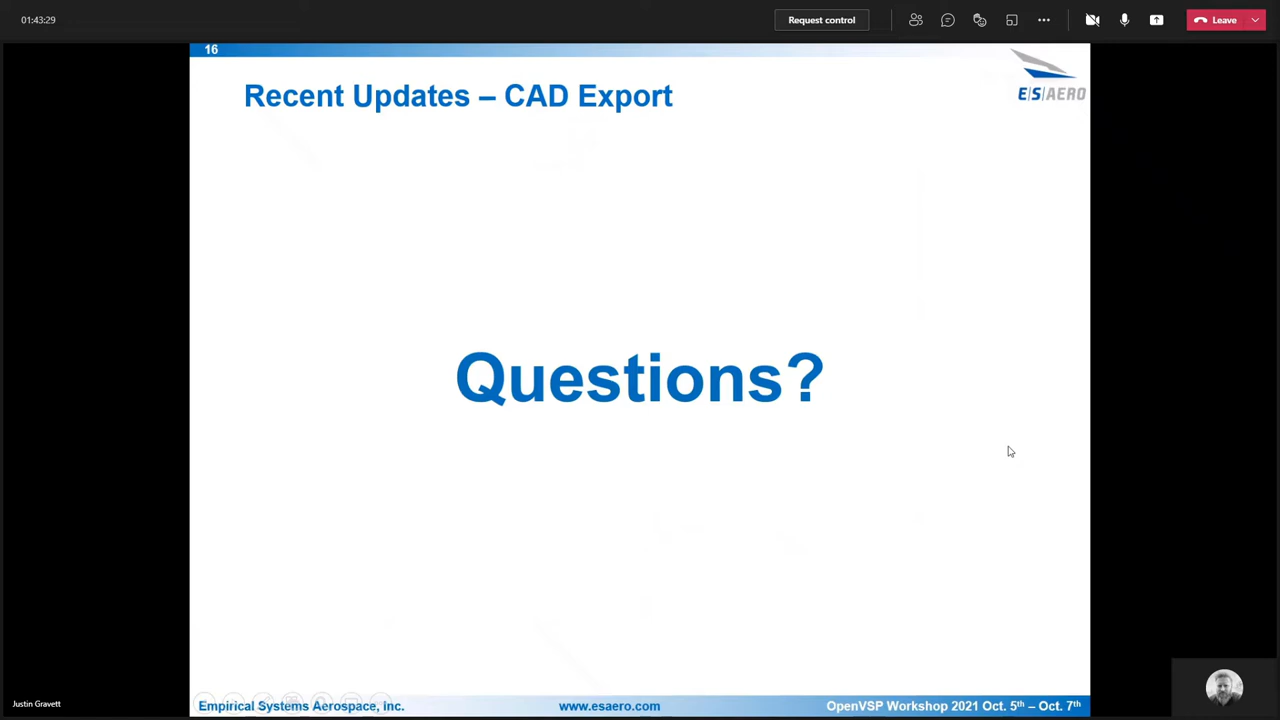 01:43:29
Request control
Leave
16
Recent Updates – CAD Export
E|S|AERO
Questions?
Justin Gravett
Empirical Systems Aerospace, inc.
www.esaero.com
OpenVSP Workshop 2021 Oct. 5th – Oct. 7th